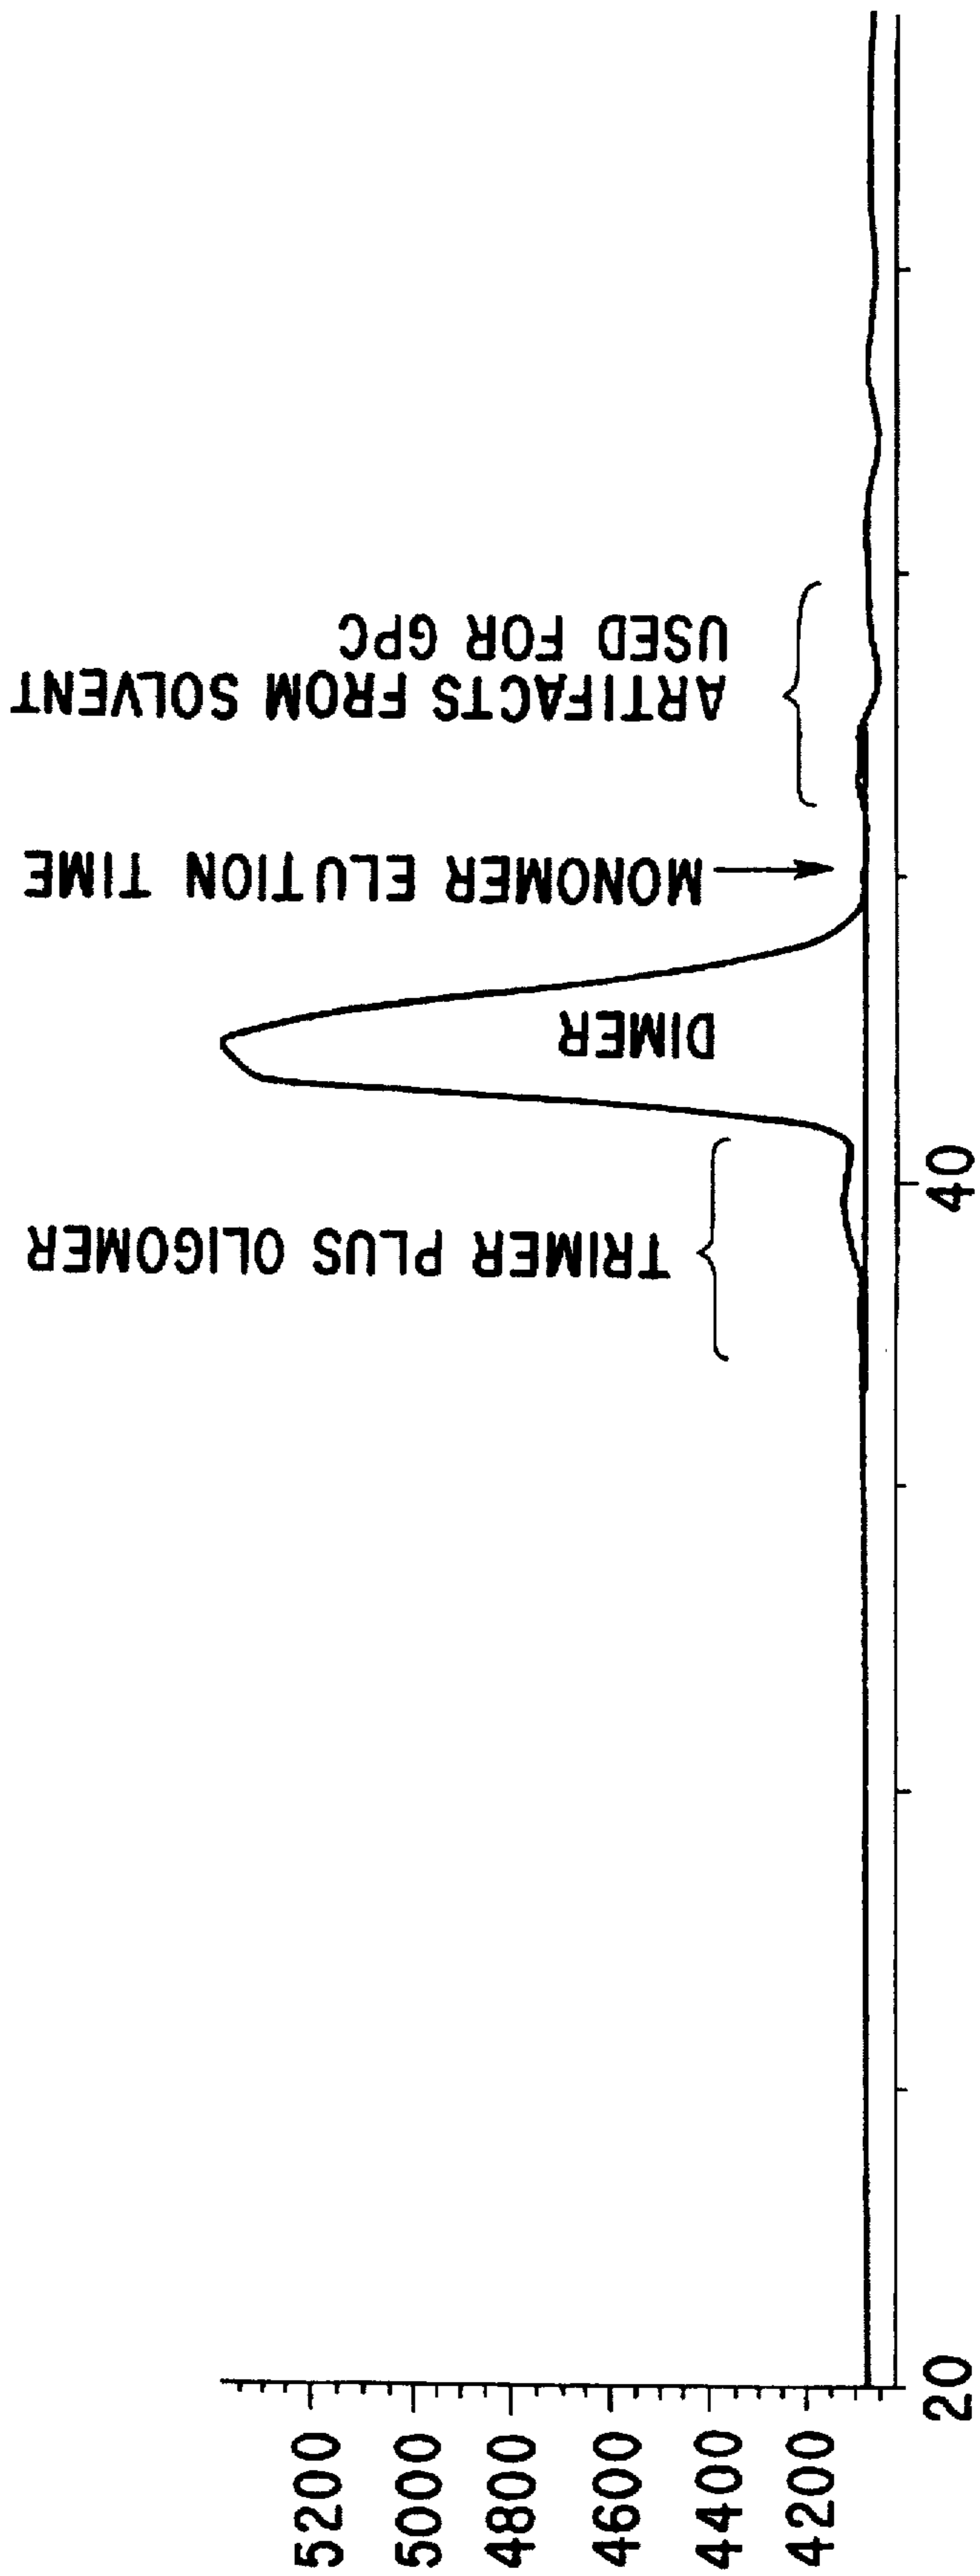 5200
5000
4800
4600
4400
4200
20
40
TRIMER PLUS OLIGOMER
DIMER
MONOMER ELUTION TIME
ARTIFACTS FROM SOLVENT
USED FOR GPC